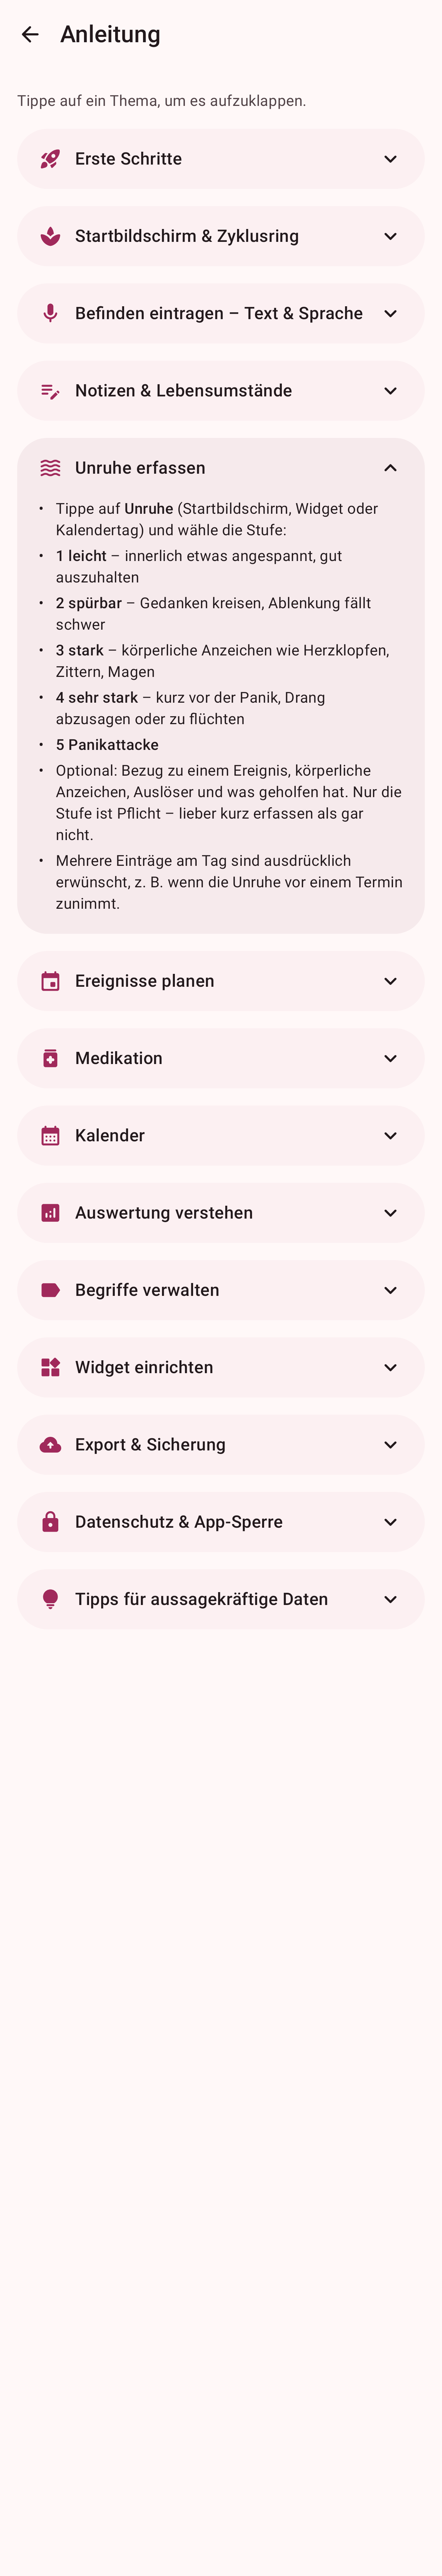 Anleitung
Tippe auf ein Thema, um es aufzuklappen.
Erste Schritte
Startbildschirm & Zyklusring
Befinden eintragen – Text & Sprache
Notizen & Lebensumstände
Unruhe erfassen
• Tippe auf Unruhe (Startbildschirm, Widget oder
Kalendertag) und wähle die Stufe:
• 1 leicht – innerlich etwas angespannt, gut
auszuhalten
• 2 spürbar – Gedanken kreisen, Ablenkung fällt
schwer
• 3 stark – körperliche Anzeichen wie Herzklopfen,
Zittern, Magen
• 4 sehr stark – kurz vor der Panik, Drang
abzusagen oder zu flüchten
• 5 Panikattacke
• Optional: Bezug zu einem Ereignis, körperliche
Anzeichen, Auslöser und was geholfen hat. Nur die
Stufe ist Pflicht – lieber kurz erfassen als gar
nicht.
• Mehrere Einträge am Tag sind ausdrücklich
erwünscht, z. B. wenn die Unruhe vor einem Termin
zunimmt.
Ereignisse planen
Medikation
Kalender
Auswertung verstehen
Begriffe verwalten
Widget einrichten
Export & Sicherung
Datenschutz & App-Sperre
Tipps für aussagekräftige Daten